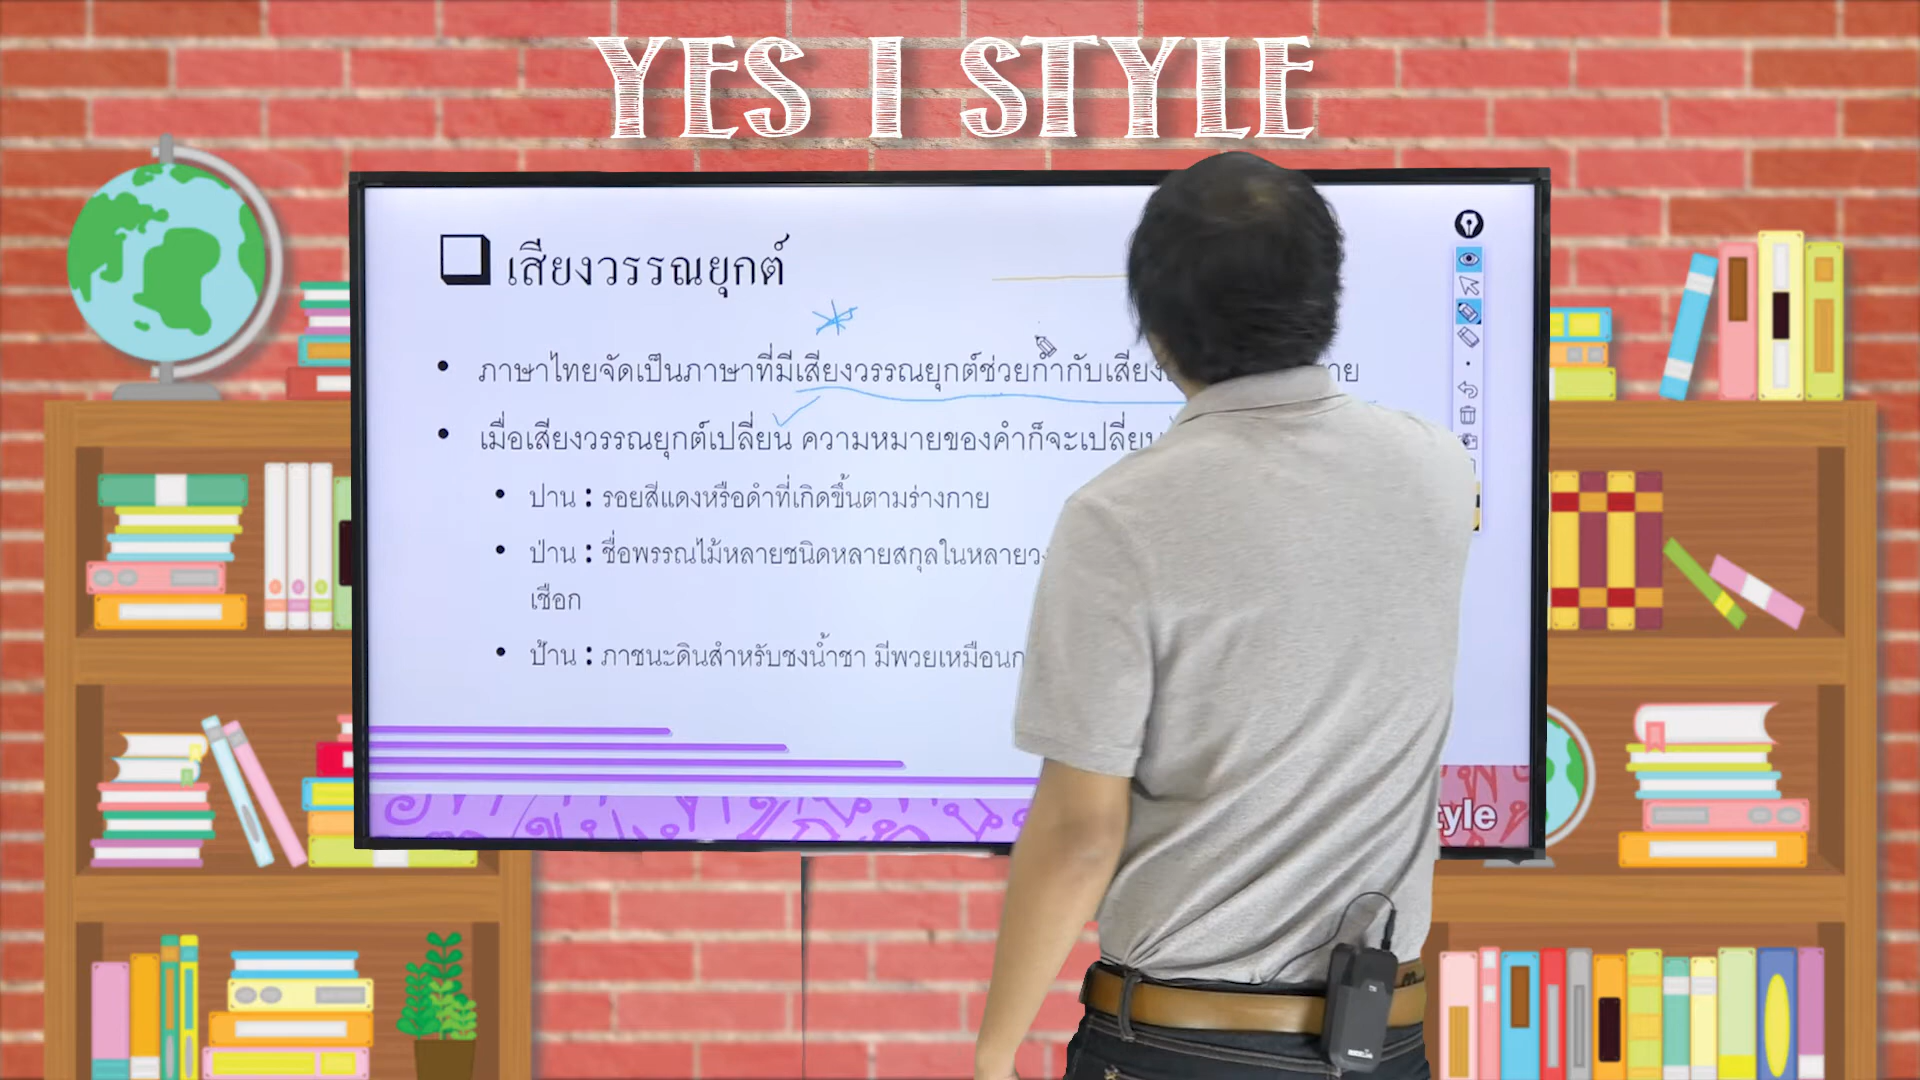 YES I STYLE
เสียงวรรณยุกต์
ภาษาไทยจัดเป็นภาษาที่มีเสียงวรรณยุกต์ช่วยกำกับเสียง
เมื่อเสียงวรรณยุกต์เปลี่ยน ความหมายของคำก็จะเปลี่ยน
ปาน : รอยสีแดงหรือดำที่เกิดขึ้นตามร่างกาย
ป่าน : ชื่อพรรณไม้หลายชนิดหลายสกุลในหลายวง
เชือก
ป้าน : ภาชนะดินสำหรับชงน้ำชา มีพวยเหมือนก
tyle